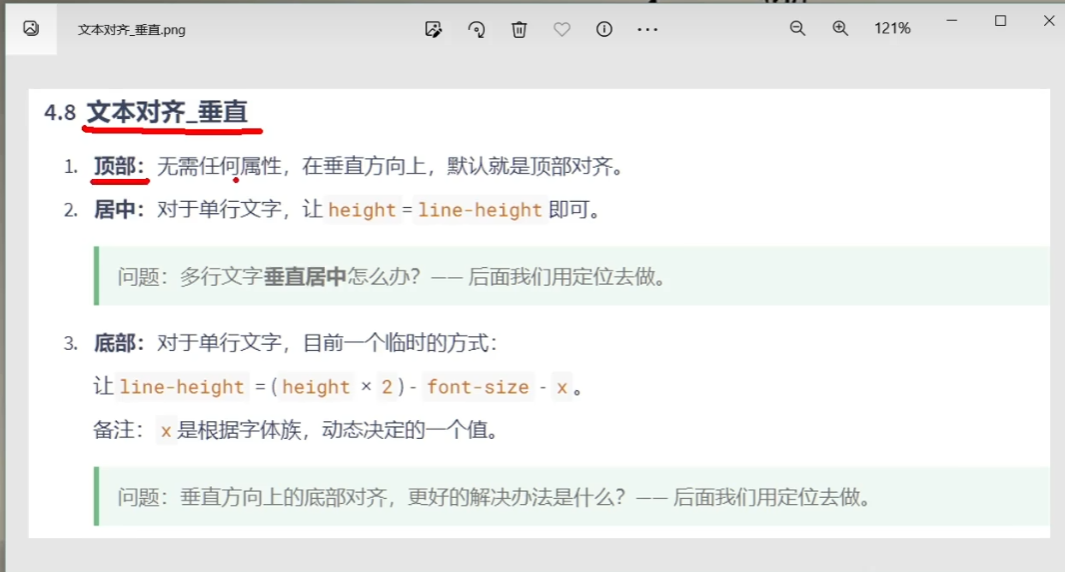 文本对齐_垂直.png
121%
4.8 文本对齐_垂直
1. 顶部：无需任何属性，在垂直方向上，默认就是顶部对齐。
2. 居中：对于单行文字，让 height = line-height 即可。
问题：多行文字垂直居中怎么办？—— 后面我们用定位去做。
3. 底部：对于单行文字，目前一个临时的方式：
让 line-height = ( height × 2 ) - font-size - x 。
备注： x 是根据字体族，动态决定的一个值。
问题：垂直方向上的底部对齐，更好的解决办法是什么？—— 后面我们用定位去做。